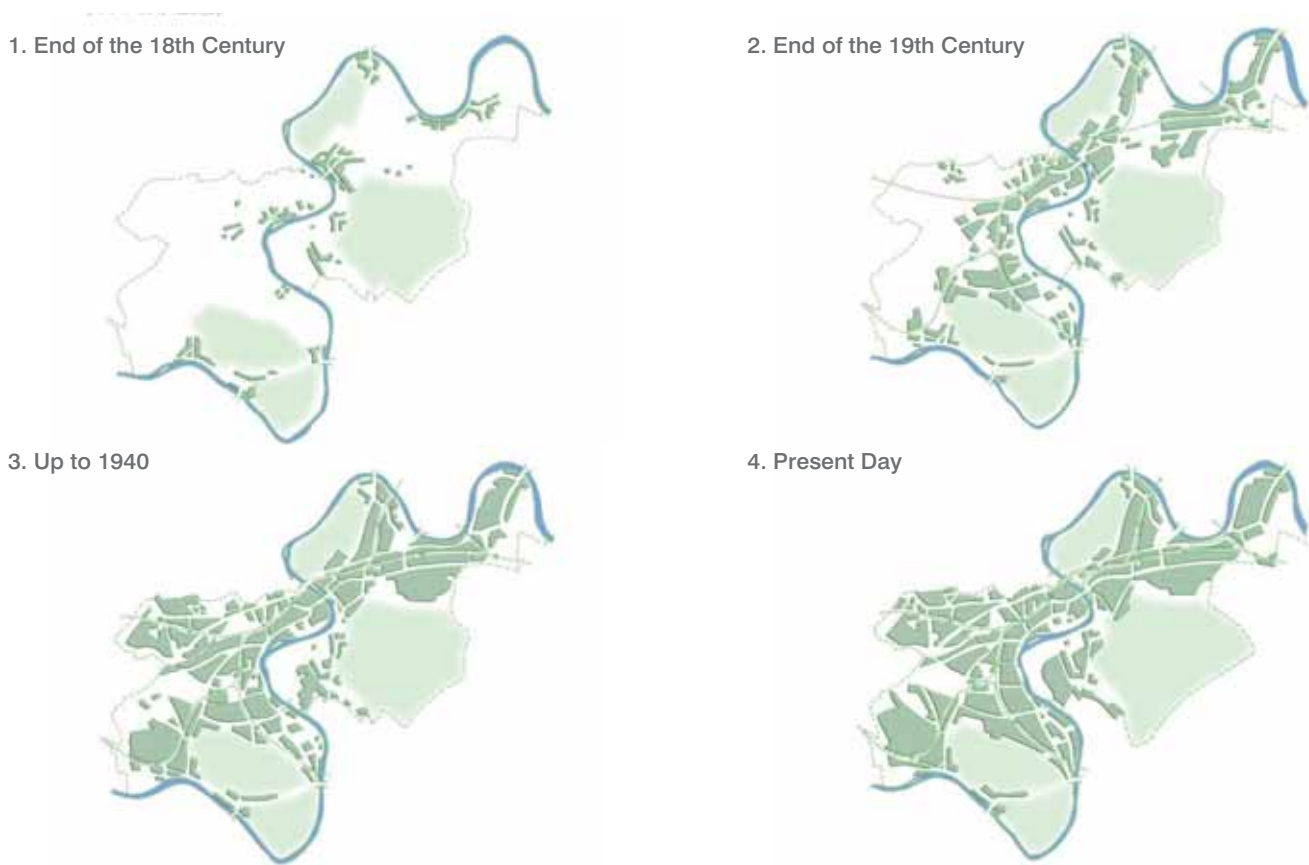 1. End of the 18th Century
2. End of the 19th Century
3. Up to 1940
4. Present Day